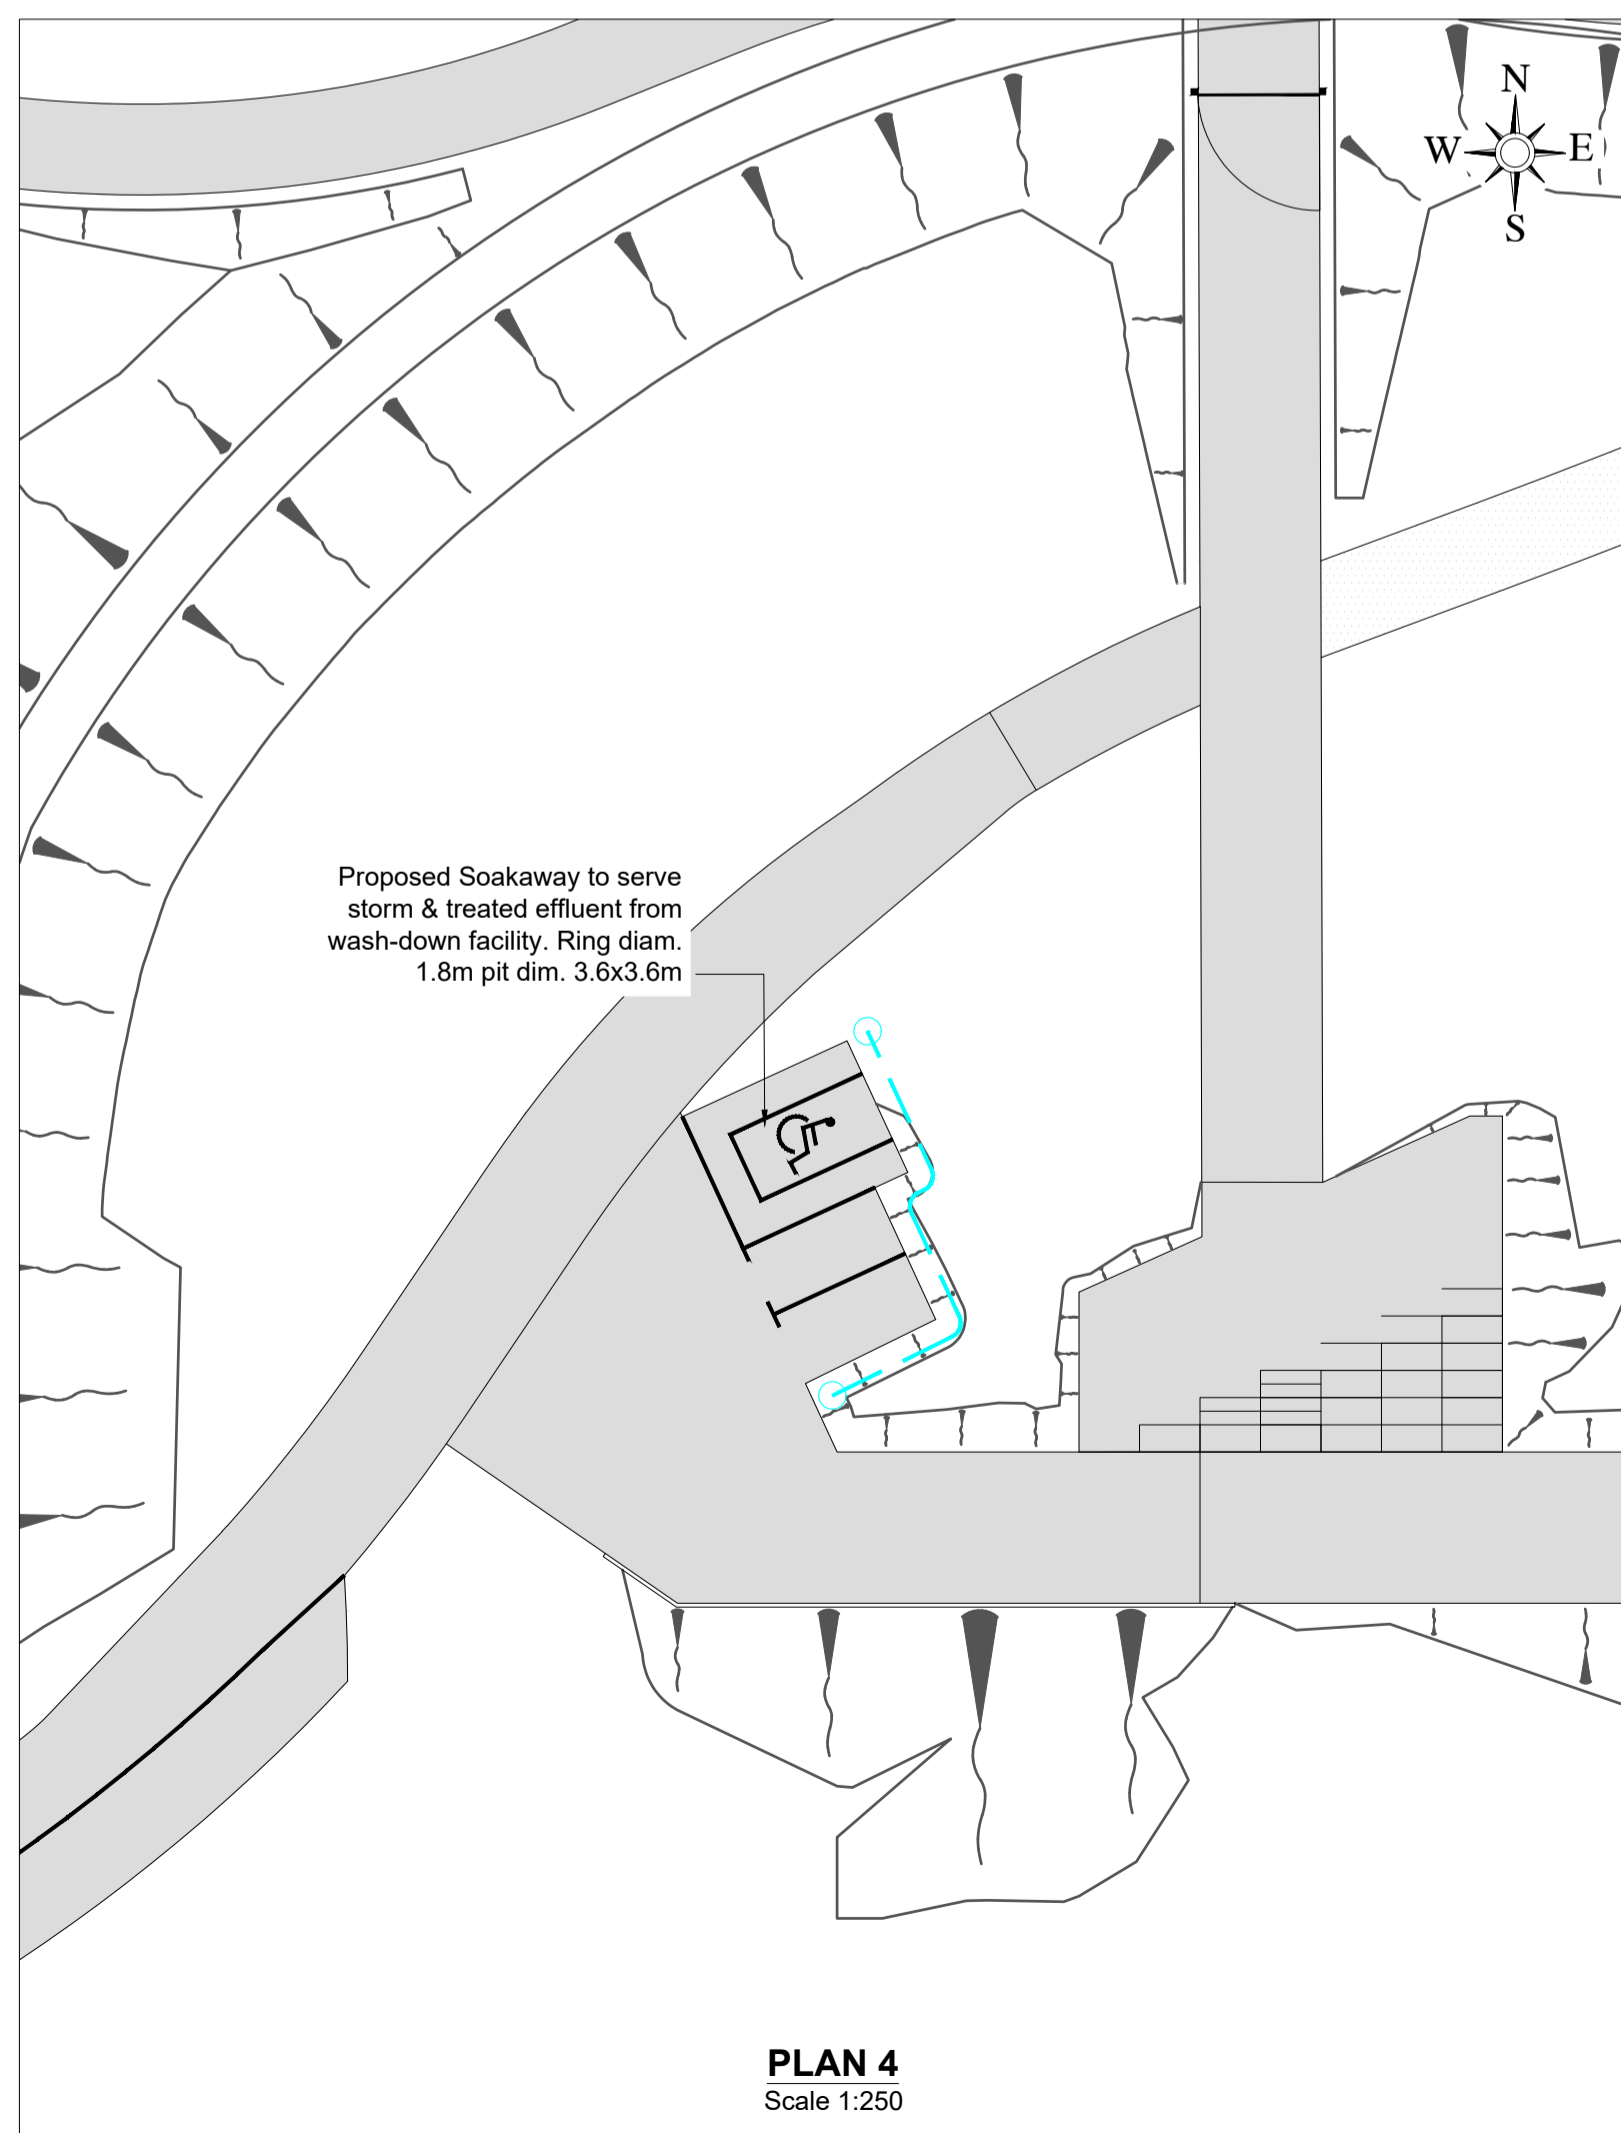 N
W E
S
Proposed Soakaway to serve
storm & treated effluent from
wash-down facility. Ring diam.
1.8m pit dim. 3.6x3.6m
PLAN 4
Scale 1:250